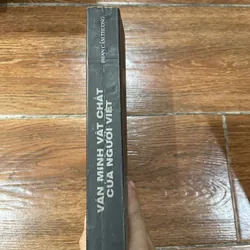 PHAN CẨM THƯỢNG
VĂN MINH VẬT CHẤT
CỦA NGƯỜI VIỆT